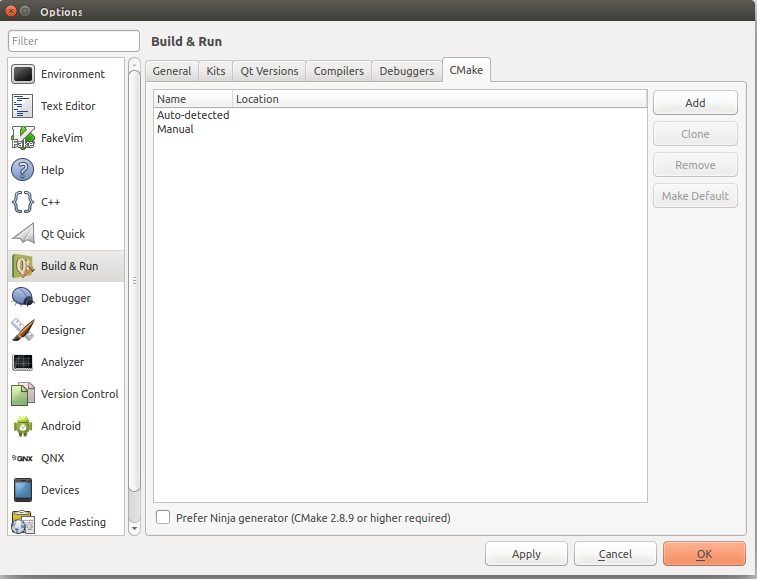 Options
Filter
Build & Run
Environment
Text Editor
FakeVim
Help
C++
Qt Quick
Build & Run
Debugger
Designer
Analyzer
Version Control
Android
QNX
Devices
Code Pasting
General Kits Qt Versions Compilers Debuggers CMake
Name Location
Auto-detected
Manual
Add
Clone
Remove
Make Default
Prefer Ninja generator (CMake 2.8.9 or higher required)
Apply Cancel OK